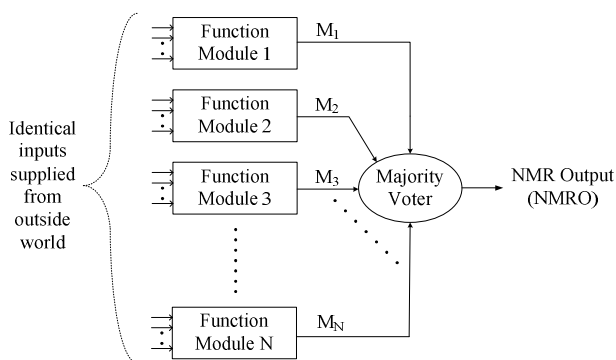 Identical
inputs
supplied
from
outside
world
Function
Module 1
M1
Function
Module 2
M2
Function
Module 3
M3
Function
Module N
MN
Majority
Voter
NMR Output
(NMRO)